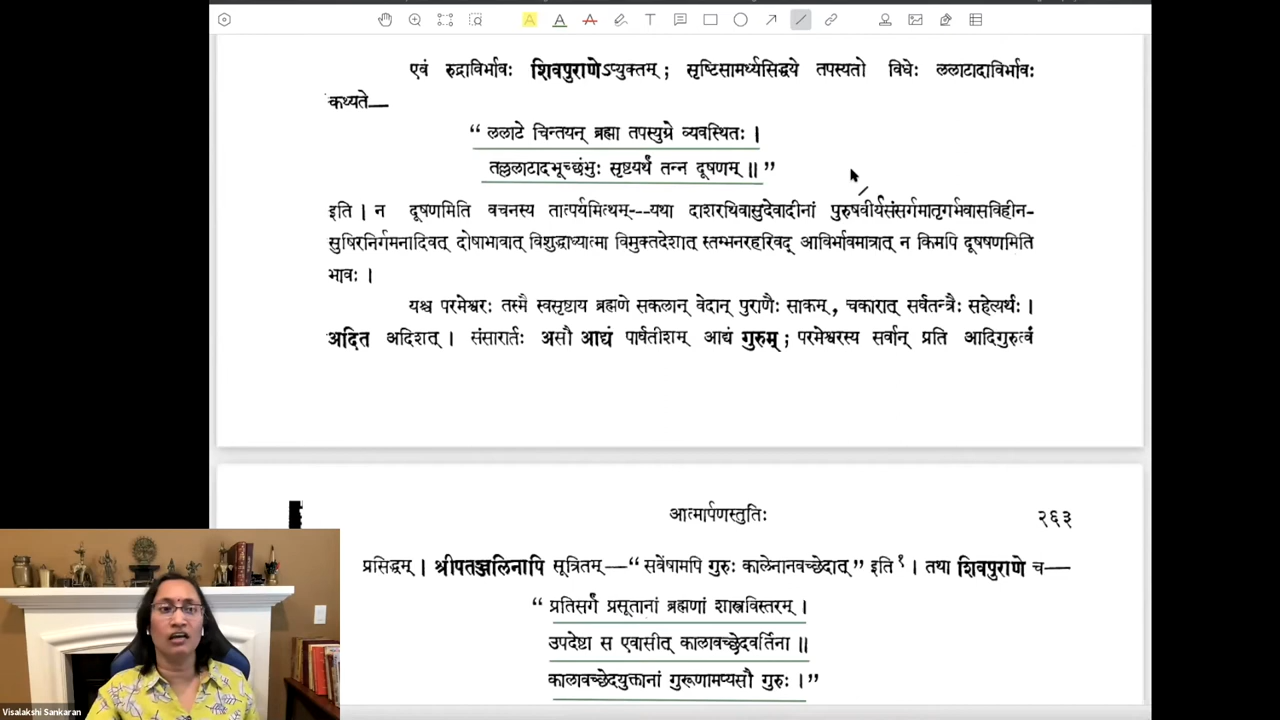 एवं रुद्राविर्भावः शिवपुराणेऽप्युक्तम् ; सृष्टिसामर्थ्यसिद्धये तपस्यतो विधेः ललाटादाविर्भावः
कथ्यते—
“ ललाटे चिन्तयन् ब्रह्मा तपस्युग्रे व्यवस्थितः ।
तल्ललाटादभूच्छंभुः सृष्टयर्थं तन्न दूषणम् ॥ ”
इति । न दूषणमिति वचनस्य तात्पर्यमित्थम्---यथा दाशरथिवासुदेवादीनां पुरुषवीर्यसंसर्गमातृगर्भवासविहीन-
सुषिरनिर्गमनादिवत् दोषाभावात् विशुद्धाध्यात्मा विमुक्तदेशात् स्तम्भनरहरिवद् आविर्भावमात्रात् न किमपि दूषषणमिति
भावः ।
यश्च परमेश्वरः तस्मै स्वसृष्टाय ब्रह्मणे सकलान् वेदान् पुराणैः साकम् , चकारात् सर्वतन्त्रैः सहेत्यर्थः ।
अदित अदिशत् । संसारार्तः असौ आद्यं पार्वतीशम् आद्यं गुरुम् ; परमेश्वरस्य सर्वान् प्रति आदिगुरुत्वं
आत्मार्पणस्तुतिः २६३
प्रसिद्धम् । श्रीपतञ्जलिनापि सूत्रितम्—“ सर्वेषामपि गुरुः कालेनानवच्छेदात् ” इति १ । तथा शिवपुराणे च—
“ प्रतिसर्गं प्रसूतानां ब्रह्मणां शास्त्रविस्तरम् ।
उपदेष्टा स एवासीत् कालावच्छेदवर्तिना ॥
कालावच्छेदयुक्तानां गुरूणामप्यसौ गुरुः । ”
Visalakshi Sankaran